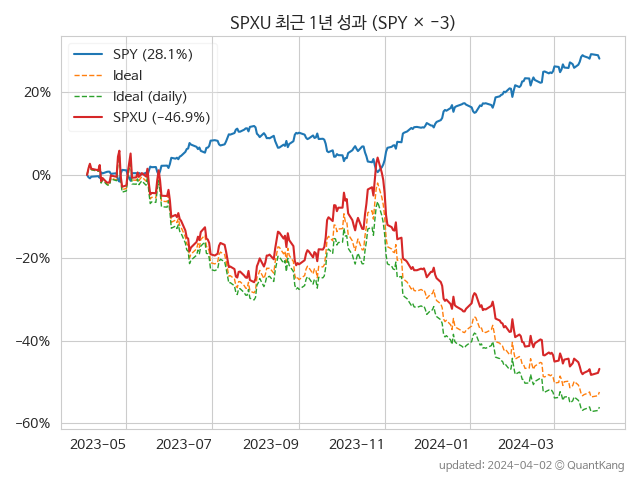 SPXU 최근 1년 성과 (SPY × −3)
SPY (28.1%)
Ideal
Ideal (daily)
SPXU (−46.9%)
20%
0%
−20%
−40%
−60%
2023-05 2023-07 2023-09 2023-11 2024-01 2024-03
updated: 2024-04-02 © QuantKang